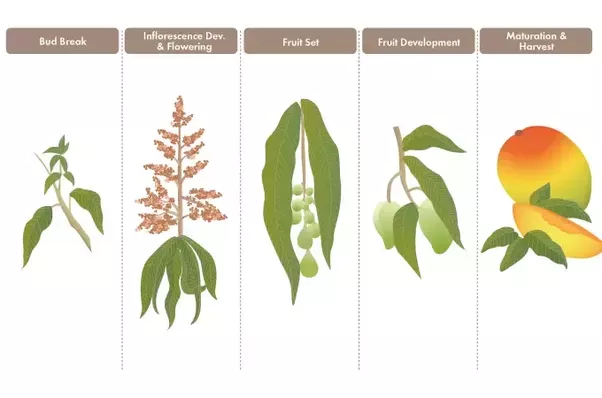 Bud Break
Inflorescence Dev.
& Flowering
Fruit Set
Fruit Development
Maturation &
Harvest